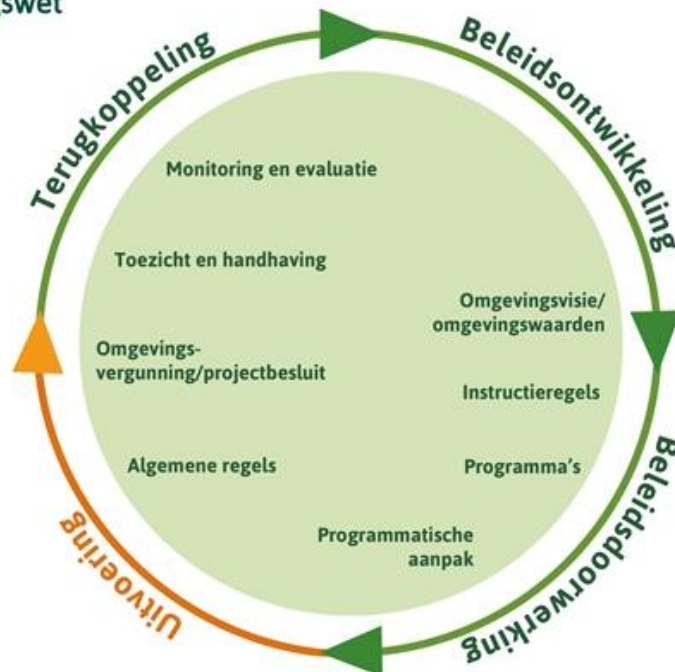 Terugkoppeling
Beleidsontwikkeling
Monitoring en evaluatie
Toezicht en handhaving
Omgevingsvisie/
omgevingswaarden
Omgevings-
vergunning/projectbesluit
Instructieregels
Algemene regels
Programma's
Programmatische
aanpak
Uitvoering
Beleidsdoorwerking